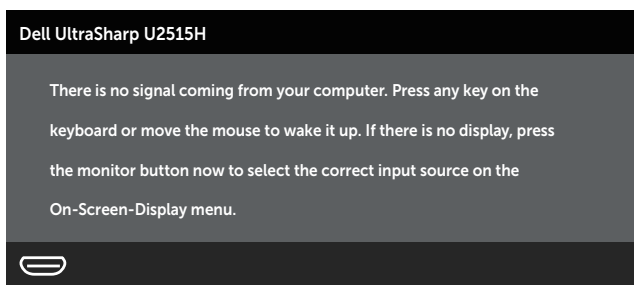 Dell UltraSharp U2515H
There is no signal coming from your computer. Press any key on the
keyboard or move the mouse to wake it up. If there is no display, press
the monitor button now to select the correct input source on the
On-Screen-Display menu.